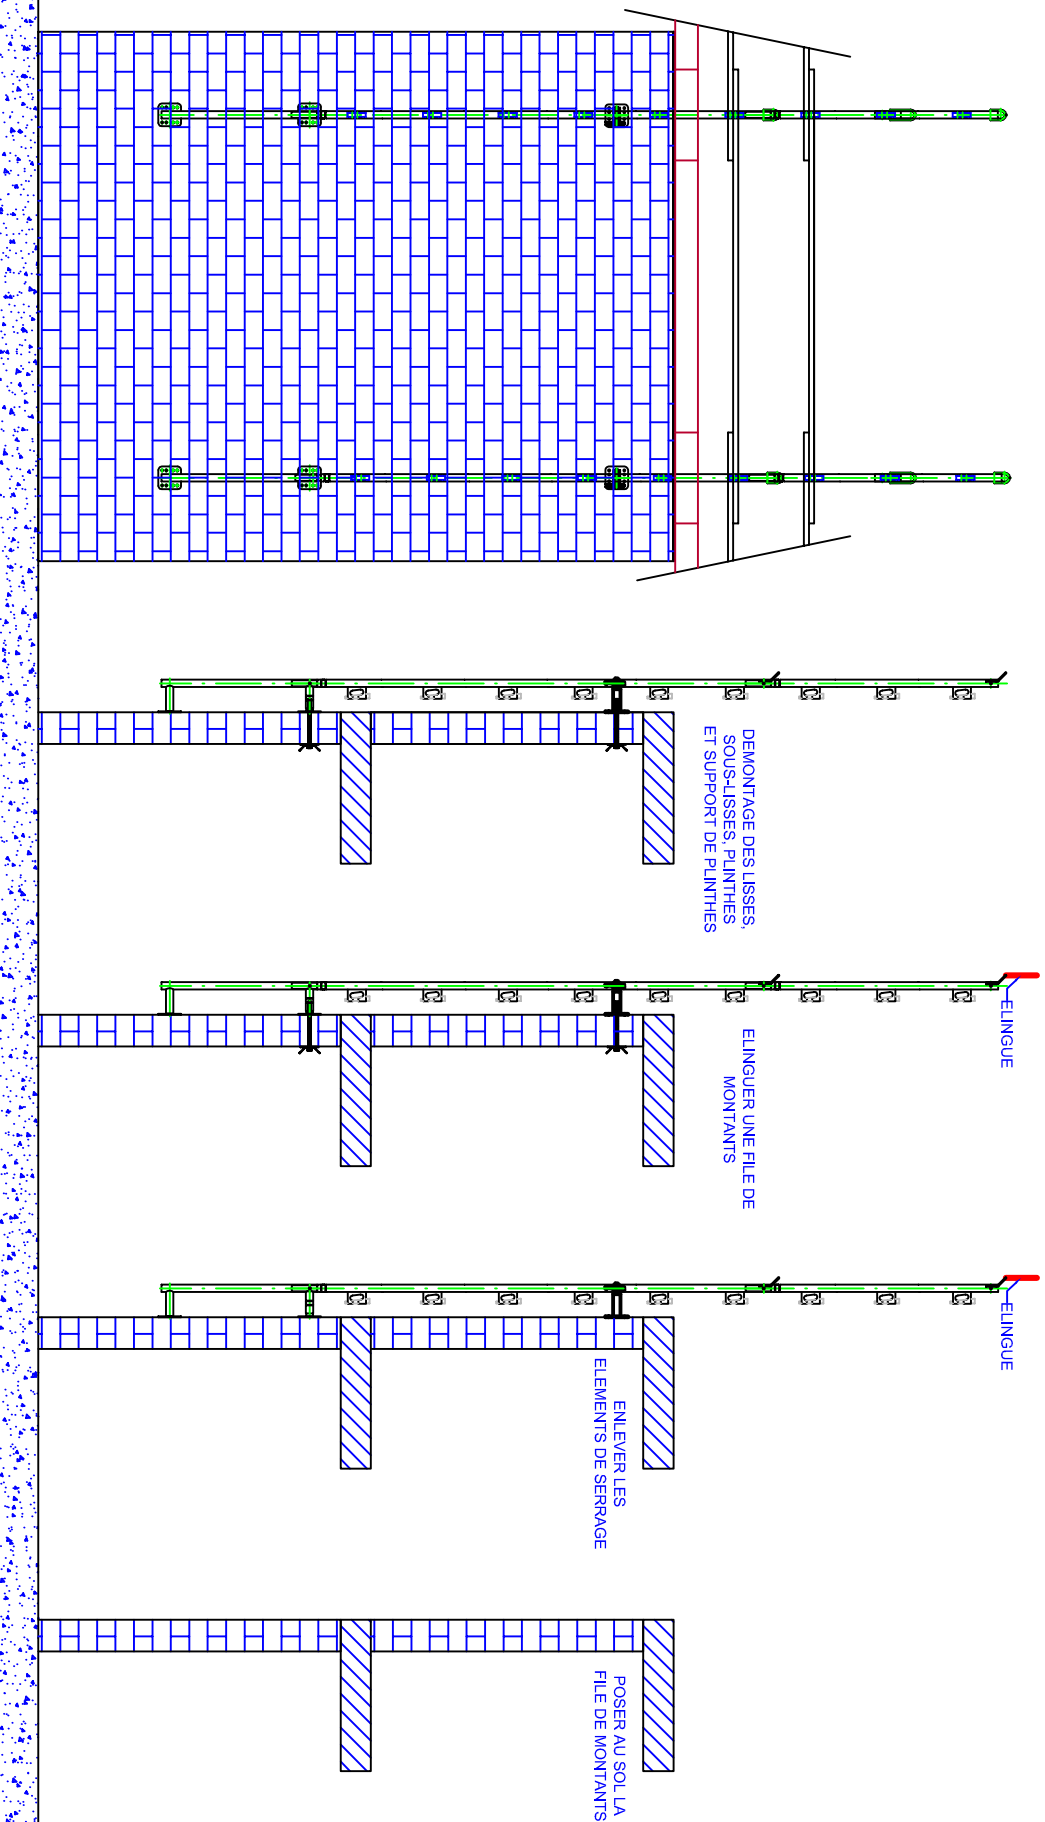 DEMONTAGE DES LISSES,
SOUS-LISSES, PLINTHES
ET SUPPORT DE PLINTHES
ELINGUE
ELINGUER UNE FILE DE
MONTANTS
ELINGUE
ENLEVER LES
ELEMENTS DE SERRAGE
POSER AU SOL LA
FILE DE MONTANTS